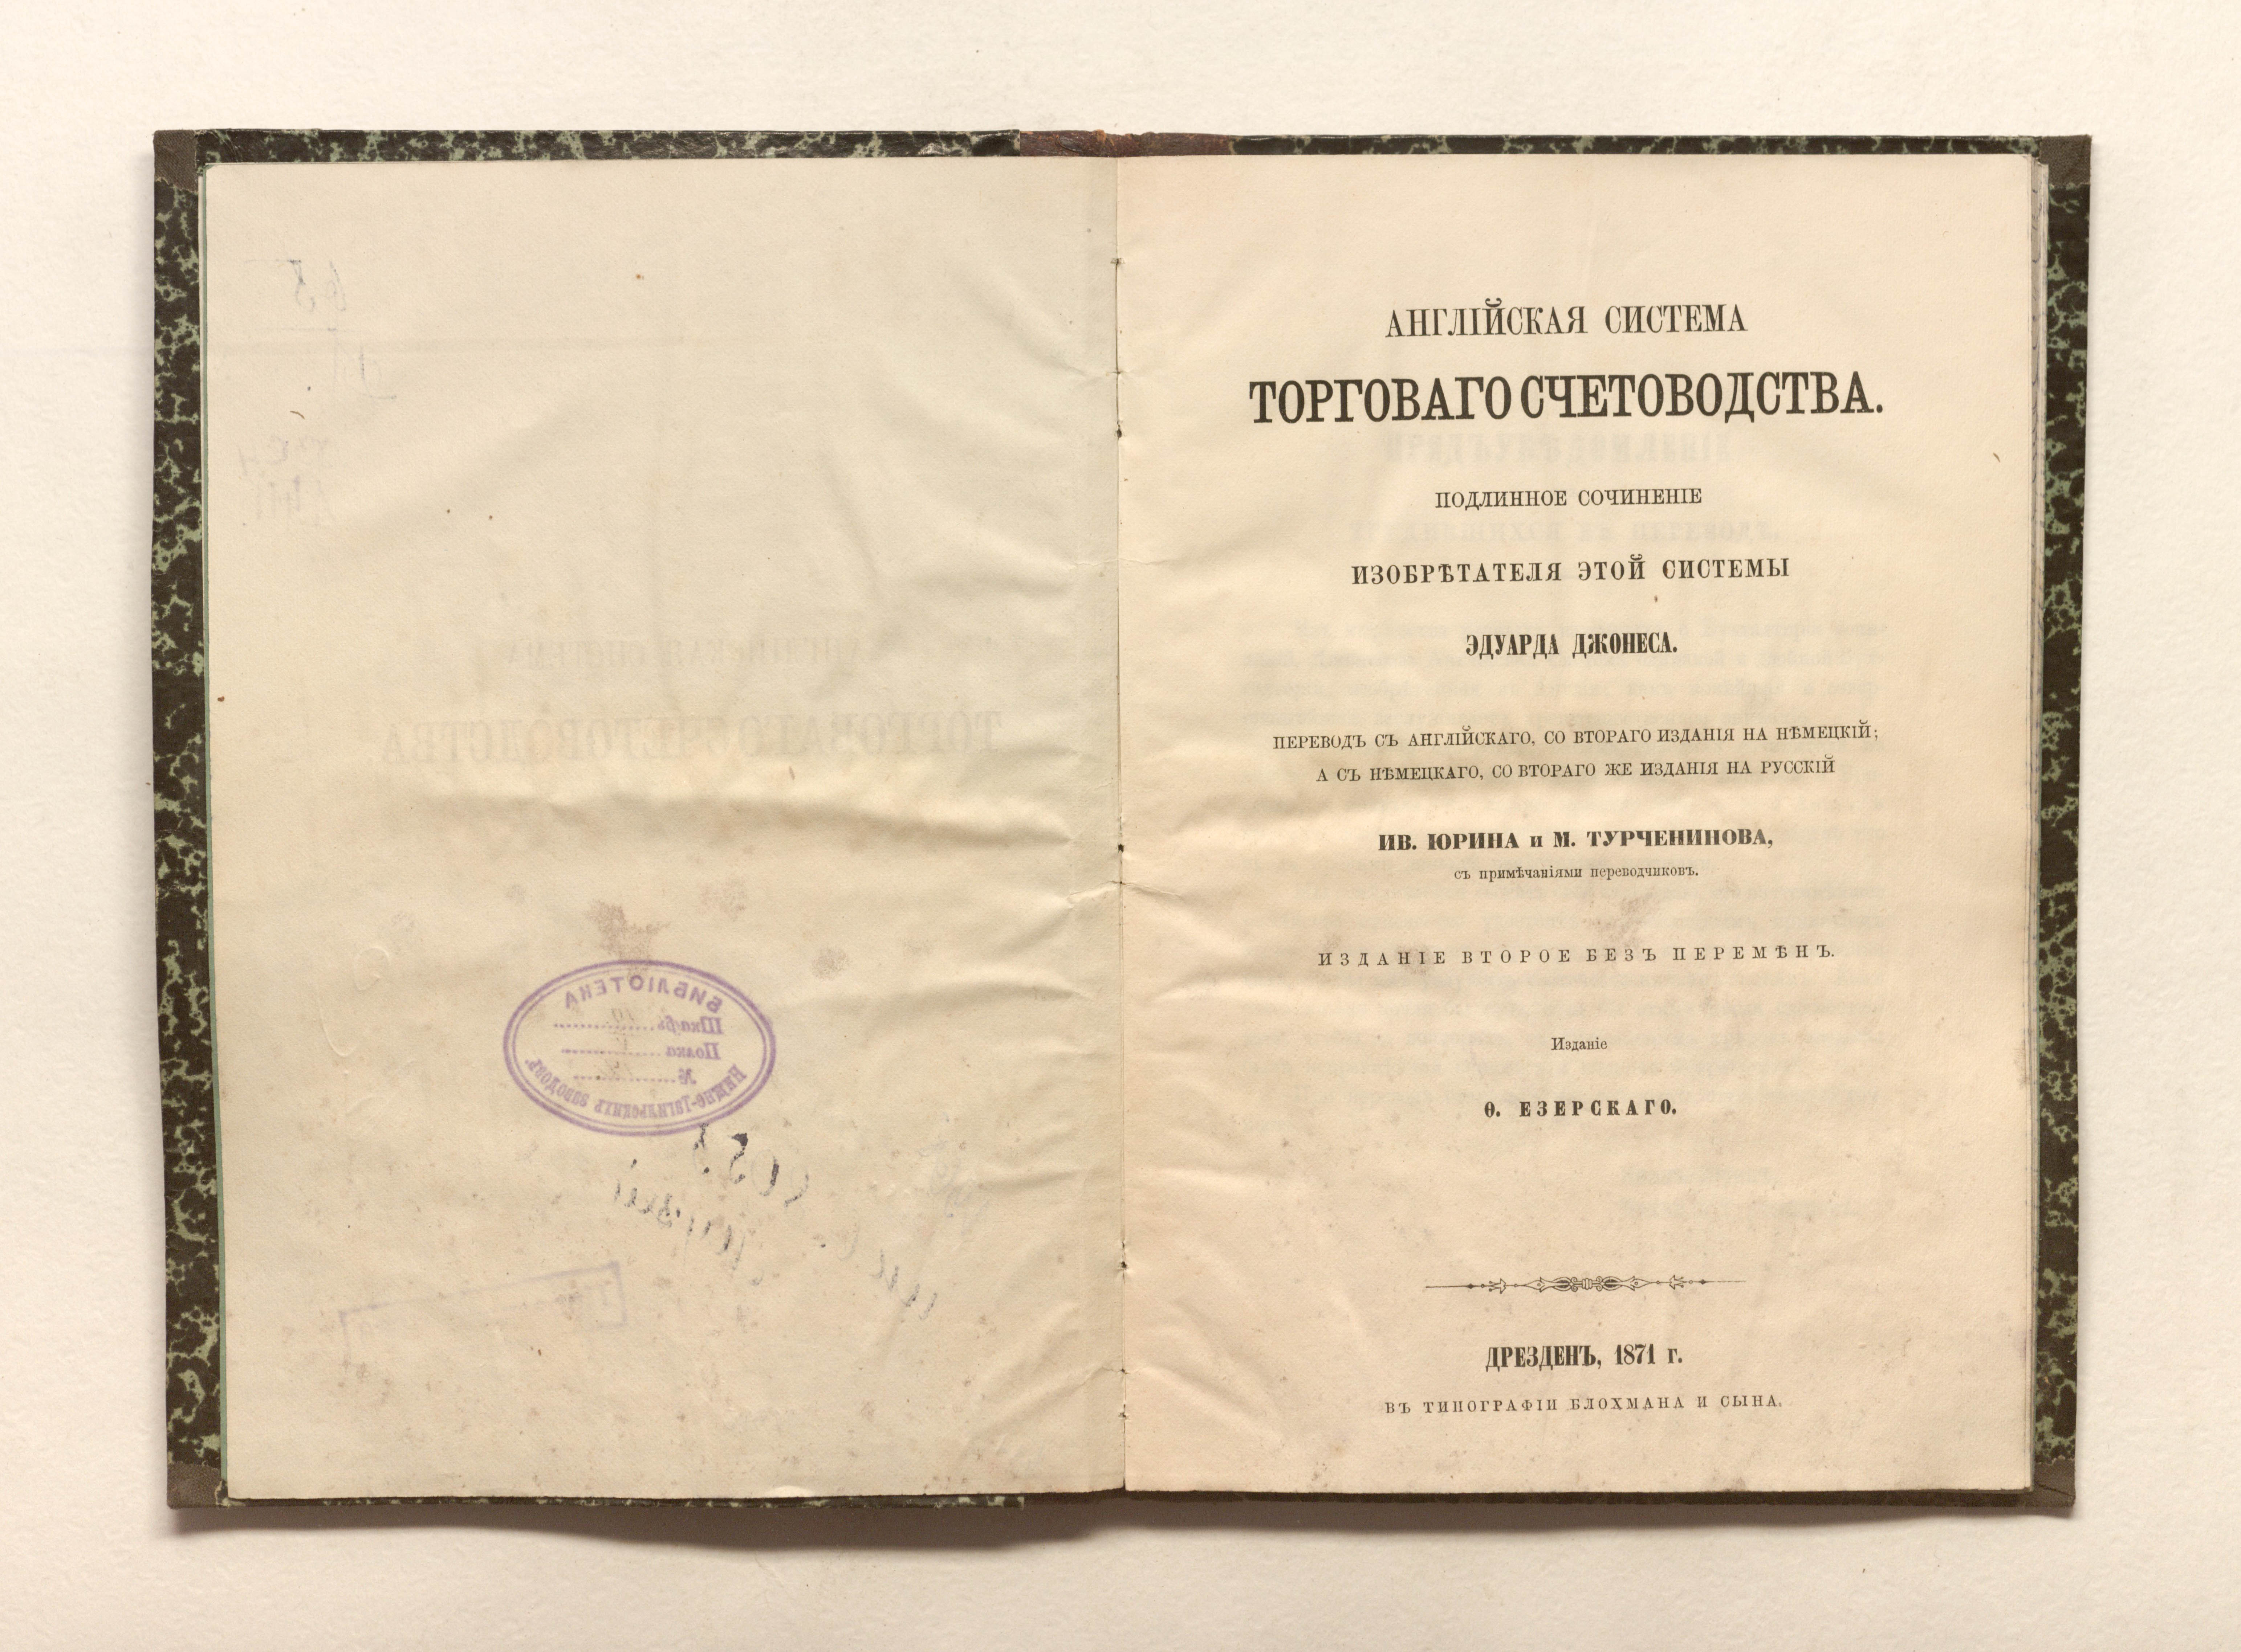 БИБЛІОТЕКА
Шкафъ
Полка
№
АНГЛІЙСКАЯ СИСТЕМА
ТОРГОВАГО СЧЕТОВОДСТВА.
ПОДЛИННОЕ СОЧИНЕНІЕ
ИЗОБРѢТАТЕЛЯ ЭТОЙ СИСТЕМЫ
ЭДУАРДА ДЖОНЕСА.
ПЕРЕВОДЪ СЪ АНГЛІЙСКАГО, СО ВТОРАГО ИЗДАНІЯ НА НѢМЕЦКІЙ;
А СЪ НѢМЕЦКАГО, СО ВТОРАГО ЖЕ ИЗДАНІЯ НА РУССКІЙ
ИВ. ЮРИНА и М. ТУРЧЕНИНОВА,
съ примѣчаніями переводчиковъ.
ИЗДАНІЕ ВТОРОЕ БЕЗЪ ПЕРЕМѢНЪ.
Изданіе
Ѳ. ЕЗЕРСКАГО.
ДРЕЗДЕНЪ, 1871 г.
ВЪ ТИПОГРАФІИ БЛОХМАНА И СЫНА.